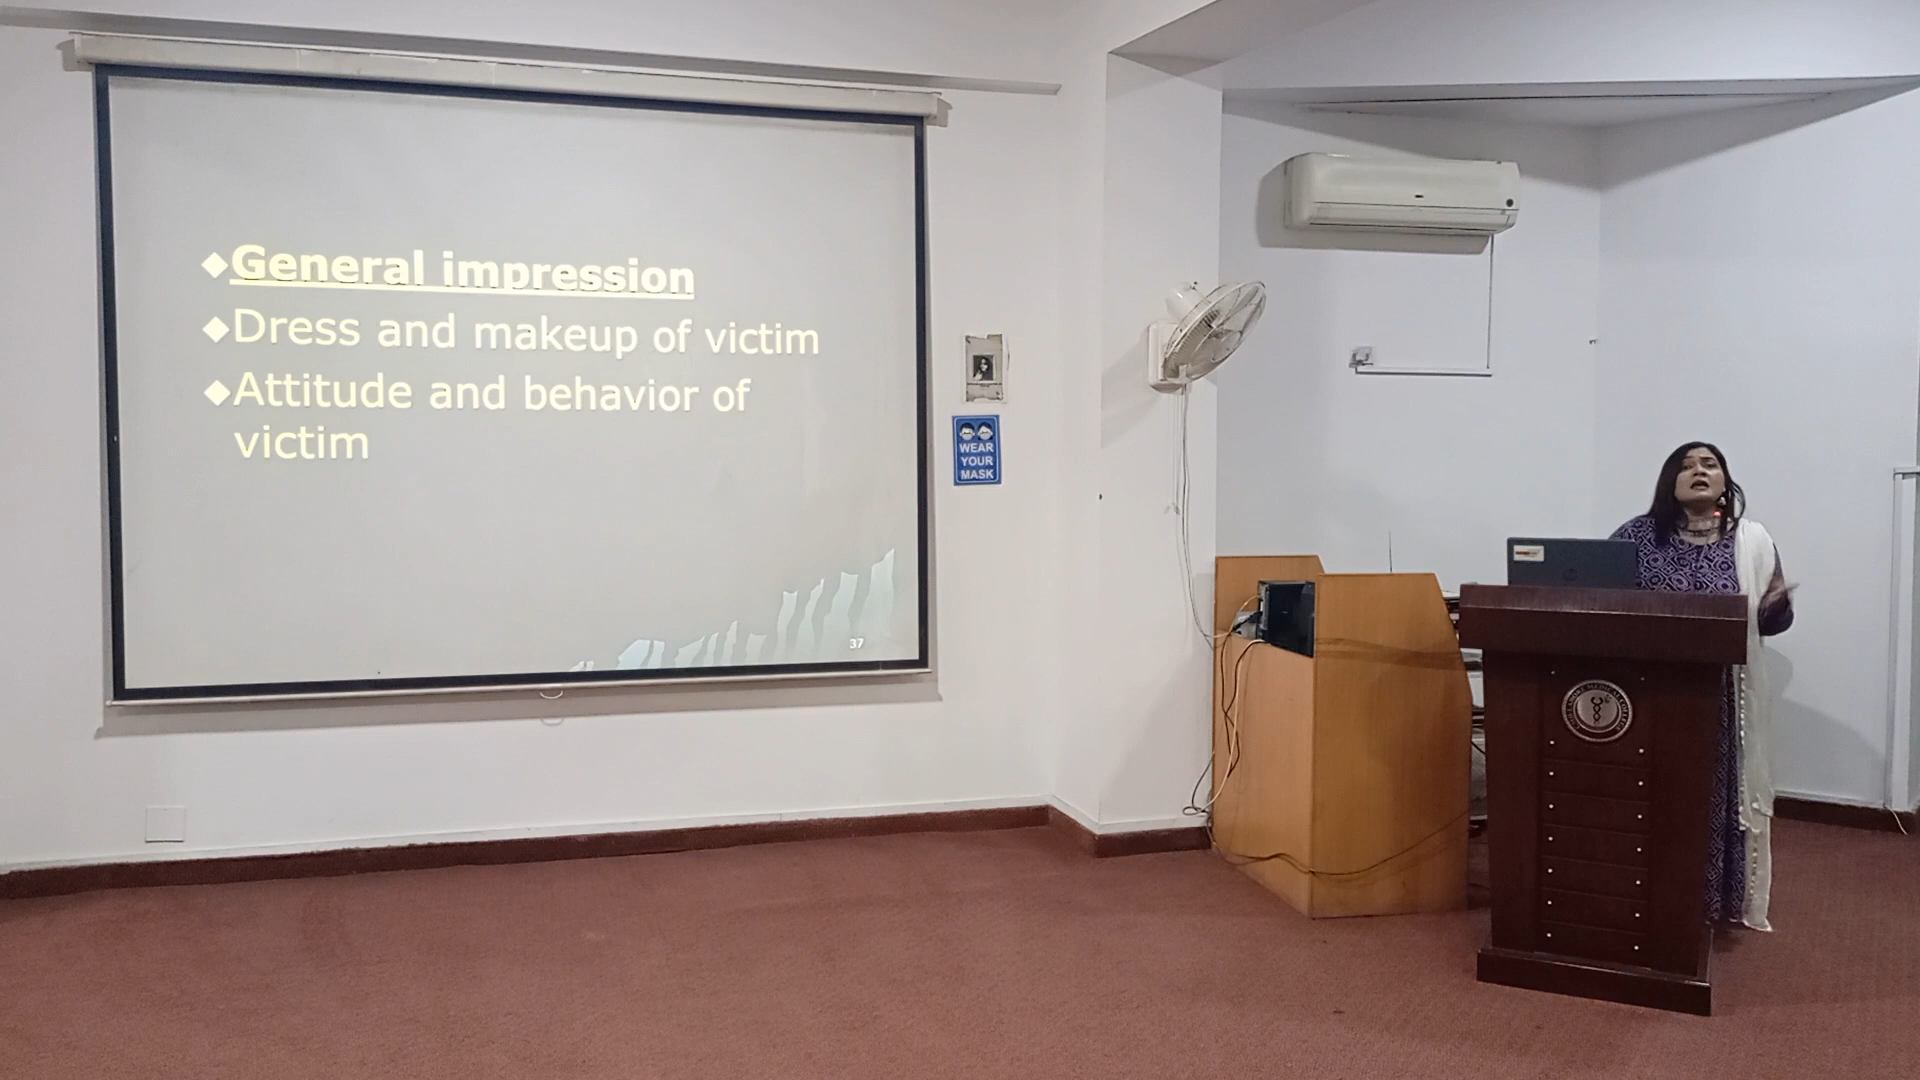 ◆General impression
◆Dress and makeup of victim
◆Attitude and behavior of
victim
37
WEAR
YOUR
MASK